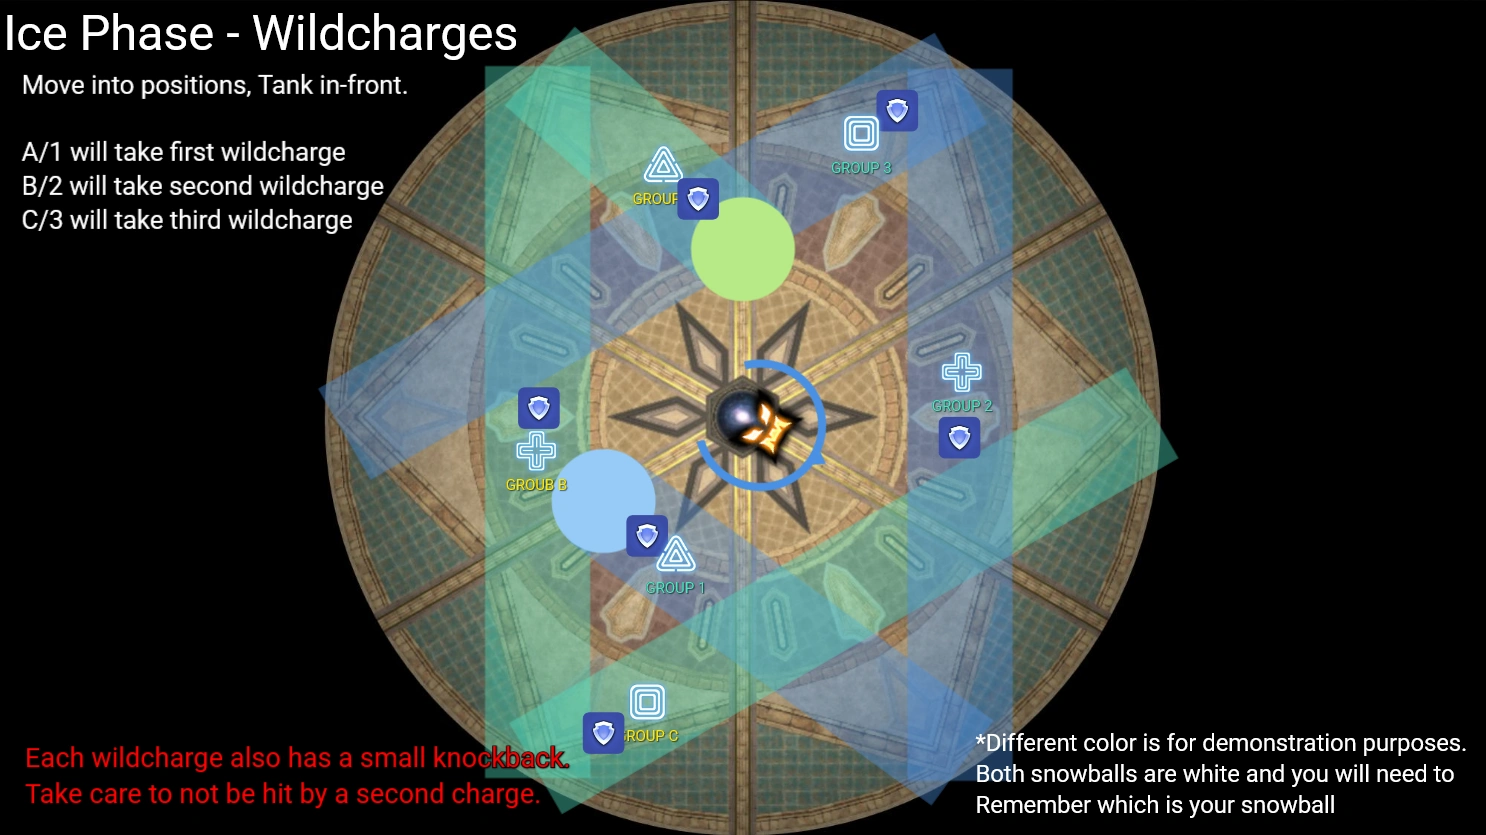 Ice Phase - Wildcharges
Move into positions, Tank in-front.
A/1 will take first wildcharge
B/2 will take second wildcharge
C/3 will take third wildcharge
GROUP 3
GROUP
GROUP 2
GROUB B
GROUP 1
ROUP C
Each wildcharge also has a small knockback.
Take care to not be hit by a second charge.
*Different color is for demonstration purposes.
Both snowballs are white and you will need to
Remember which is your snowball